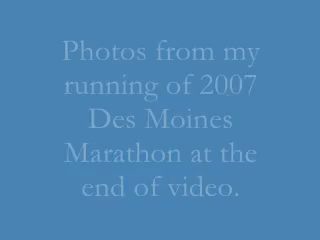 Photos from my
running of 2007
Des Moines
Marathon at the
end of video.